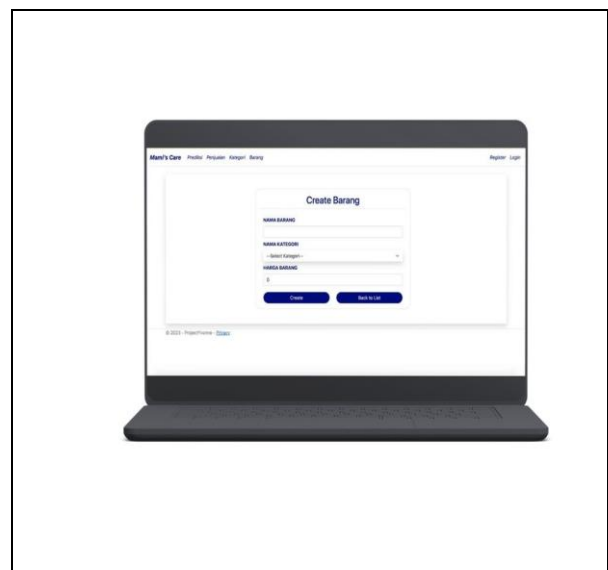 Mami's Care Prediksi Penjualan Kategori Barang Register Login
Create Barang
NAMA BARANG
NAMA KATEGORI
--Select Kategori--
HARGA BARANG
0
Create Back to List
© 2023 - ProjectTwoman - Privacy